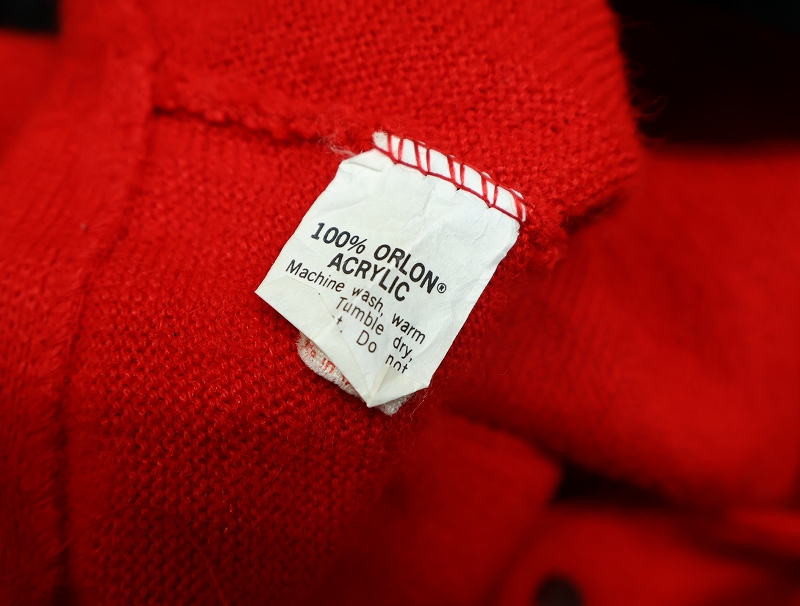 100% ORLON®
ACRYLIC
Machine wash, warm
Tumble dry,
Do not